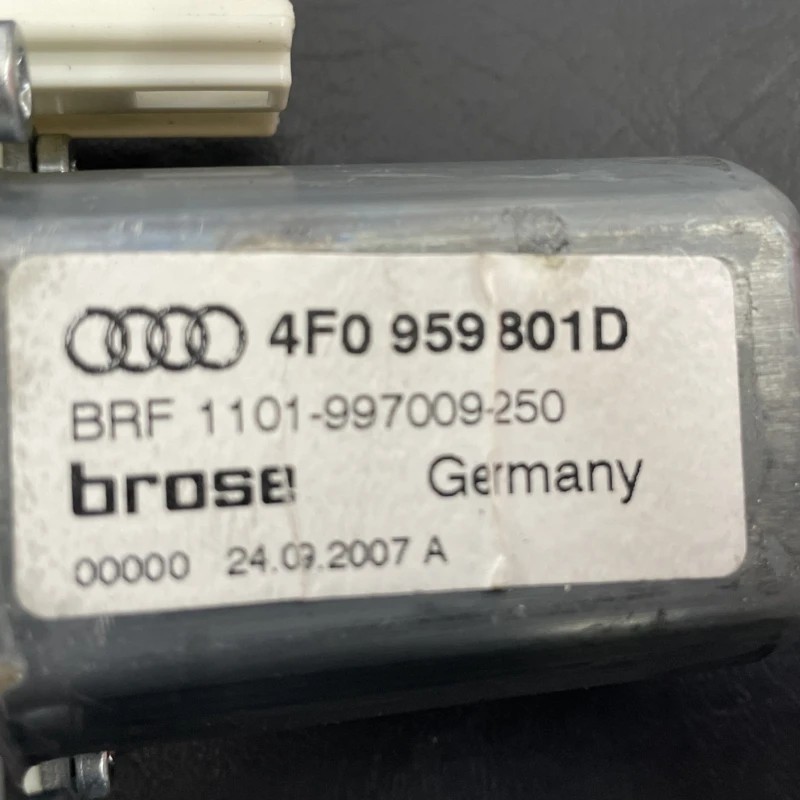 4F0 959 801D
BRF 1101-997009-250
brose Germany
00000 24.09.2007 A